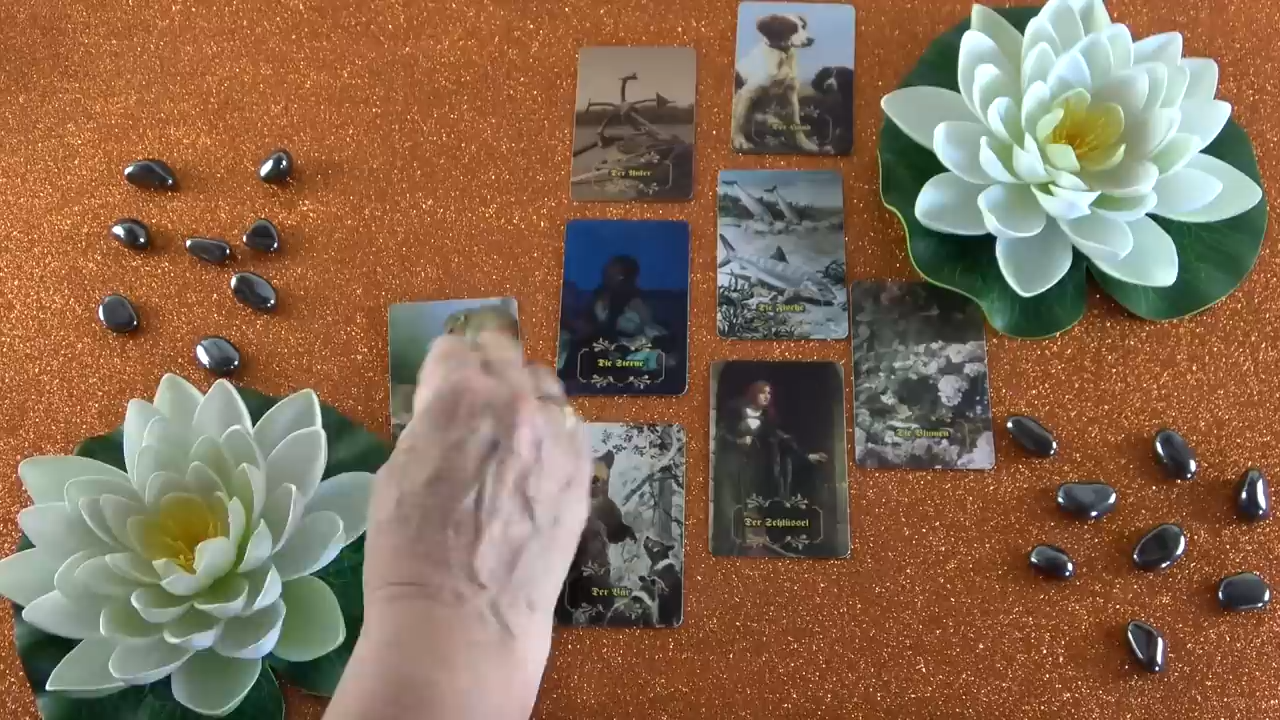 Der Hund
Der Anker
Die Fische
Die Sterne
Die Blumen
Der Schlüssel
Der Bär